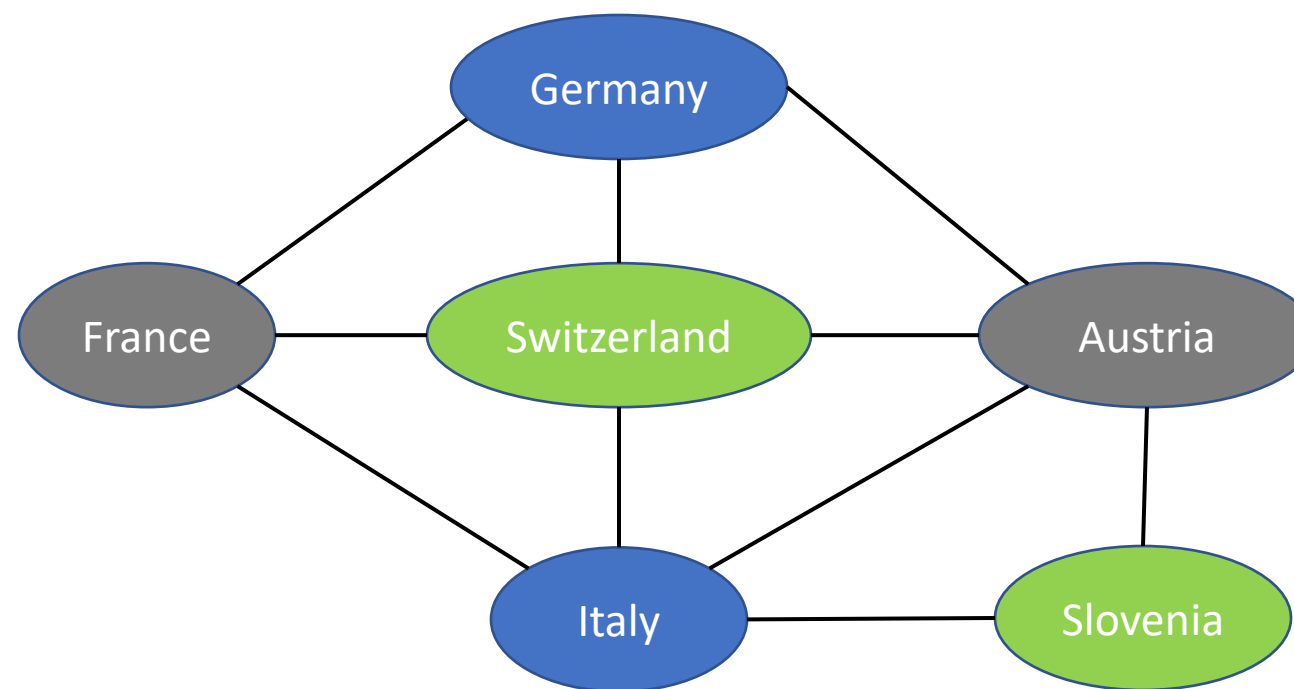 Germany
France
Switzerland
Austria
Italy
Slovenia